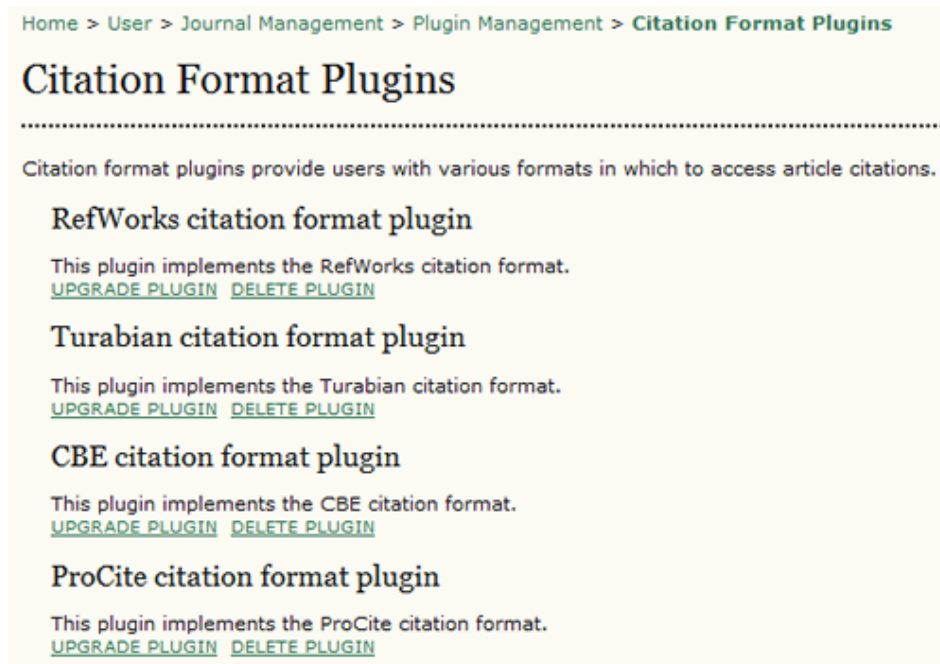 Home > User > Journal Management > Plugin Management > Citation Format Plugins
Citation Format Plugins
Citation format plugins provide users with various formats in which to access article citations.
RefWorks citation format plugin
This plugin implements the RefWorks citation format.
UPGRADE PLUGIN DELETE PLUGIN
Turabian citation format plugin
This plugin implements the Turabian citation format.
UPGRADE PLUGIN DELETE PLUGIN
CBE citation format plugin
This plugin implements the CBE citation format.
UPGRADE PLUGIN DELETE PLUGIN
ProCite citation format plugin
This plugin implements the ProCite citation format.
UPGRADE PLUGIN DELETE PLUGIN